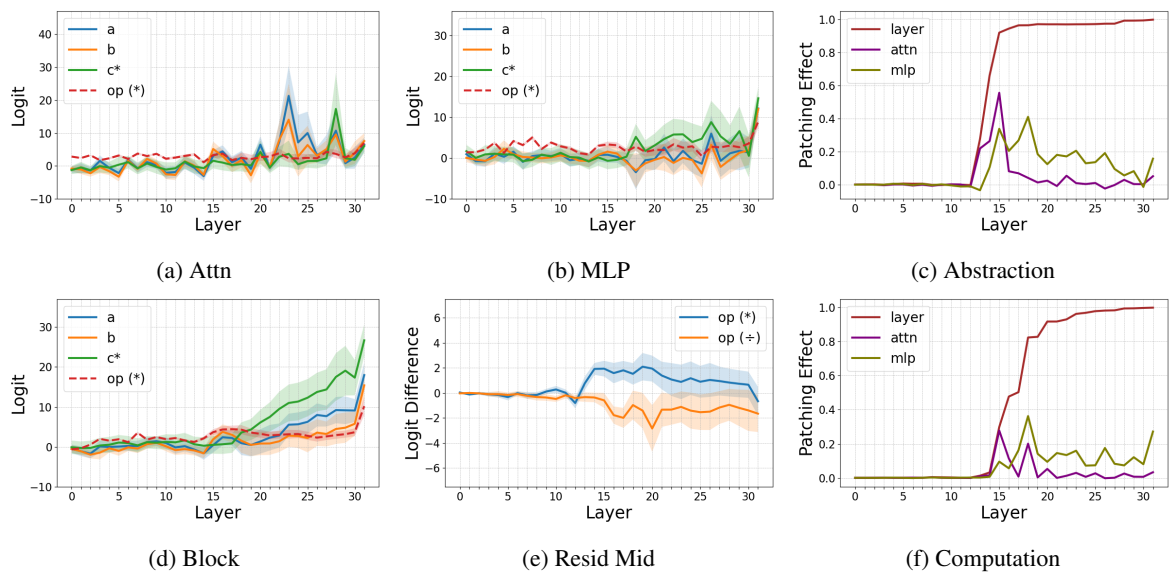 40
30
20
10
0
−10
Logit
a
b
c*
op (*)
0 5 10 15 20 25 30
Layer
(a) Attn
40
30
20
10
0
−10
Logit
a
b
c*
op (*)
0 5 10 15 20 25 30
Layer
(b) MLP
1.0
0.8
0.6
0.4
0.2
0.0
Patching Effect
layer
attn
mlp
0 5 10 15 20 25 30
Layer
(c) Abstraction
30
20
10
0
−10
Logit
a
b
c*
op (*)
0 5 10 15 20 25 30
Layer
(d) Block
6
4
2
0
−2
−4
−6
Logit Difference
op (*)
op (÷)
0 5 10 15 20 25 30
Layer
(e) Resid Mid
1.0
0.8
0.6
0.4
0.2
0.0
Patching Effect
layer
attn
mlp
0 5 10 15 20 25 30
Layer
(f) Computation